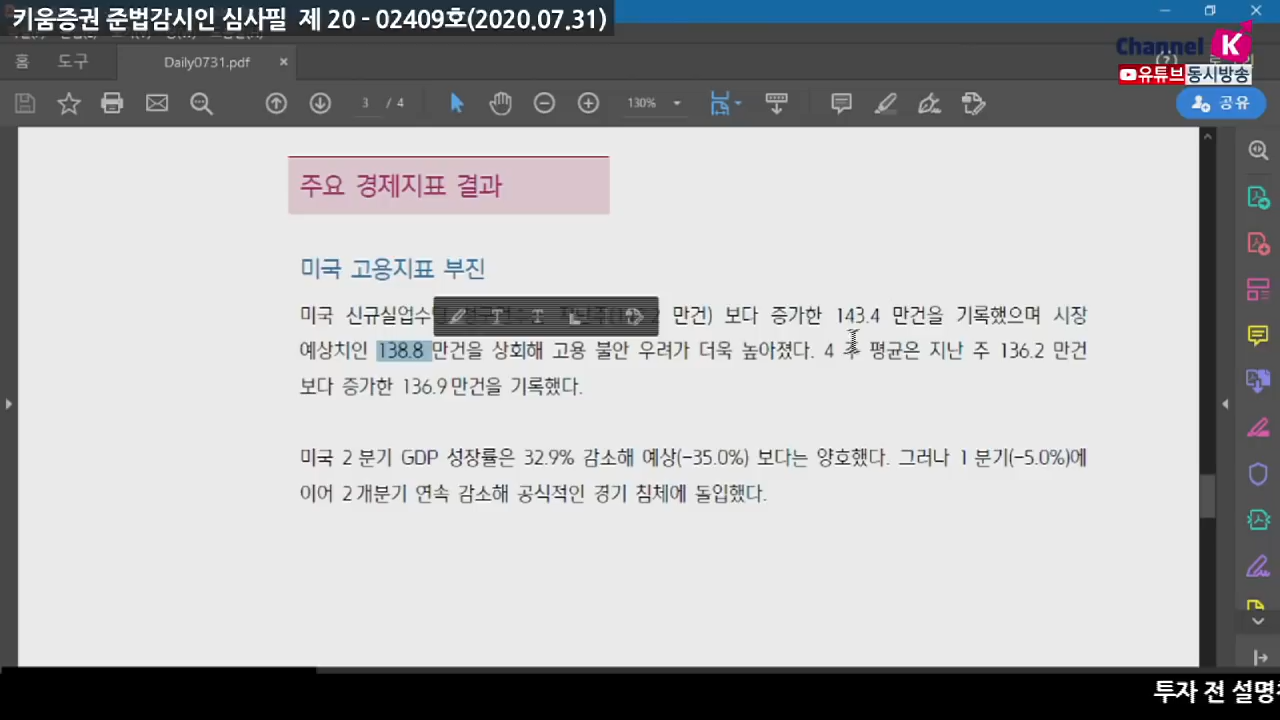 키움증권 준법감시인 심사필 제 20 - 02409호(2020.07.31)
Channel K
유튜브 동시방송
홈 도구 Daily0731.pdf ×
3 / 4 130% 공유
주요 경제지표 결과
미국 고용지표 부진
미국 신규실업수 만건) 보다 증가한 143.4 만건을 기록했으며 시장
예상치인 138.8 만건을 상회해 고용 불안 우려가 더욱 높아졌다. 4 평균은 지난 주 136.2 만건
보다 증가한 136.9만건을 기록했다.
미국 2분기 GDP 성장률은 32.9% 감소해 예상(-35.0%) 보다는 양호했다. 그러나 1분기(-5.0%)에
이어 2개분기 연속 감소해 공식적인 경기 침체에 돌입했다.
투자 전 설명